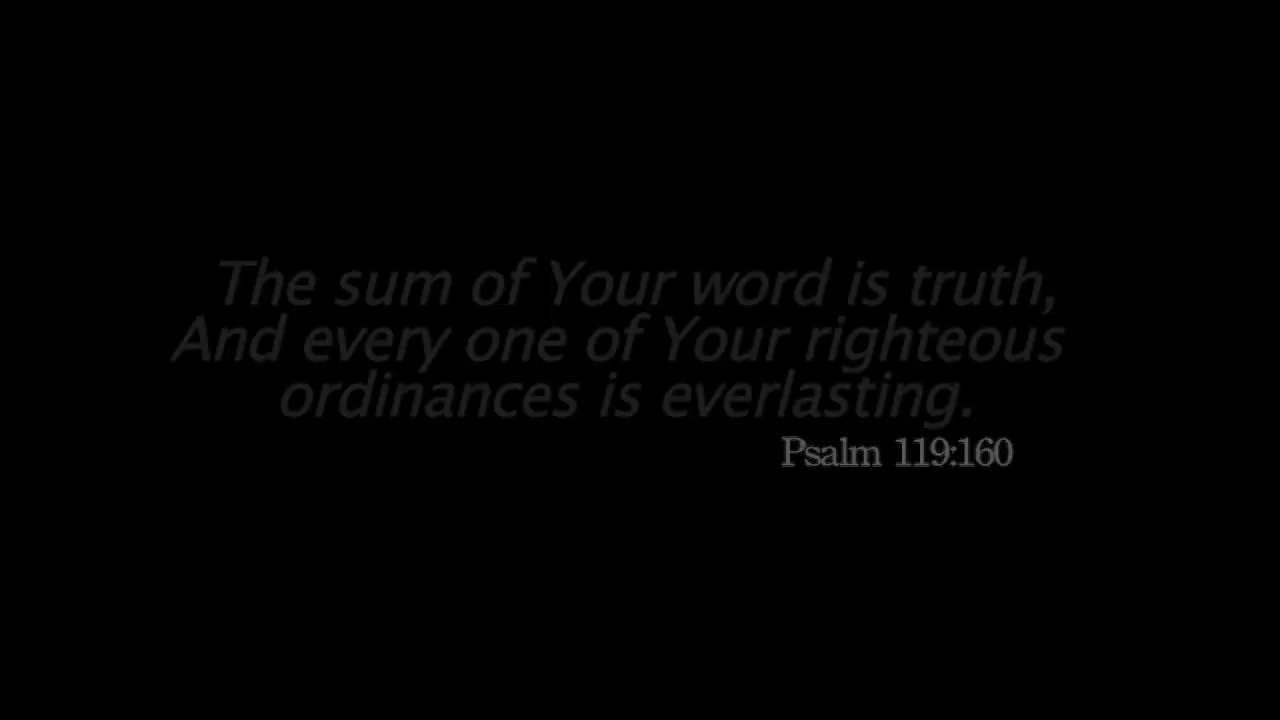 The sum of Your word is truth,
And every one of Your righteous
ordinances is everlasting.
Psalm 119:160